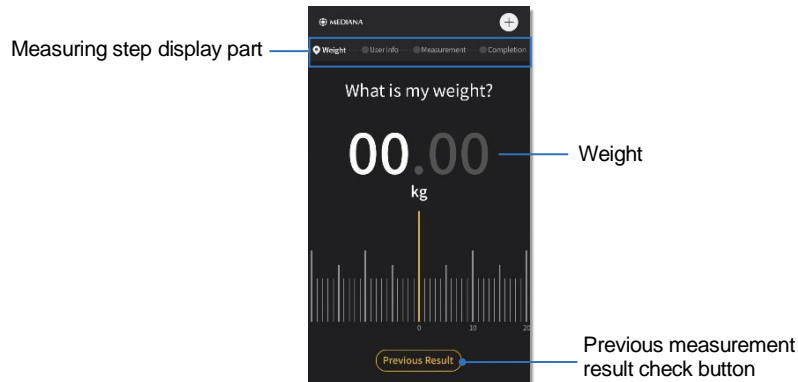 MEDIANA
Measuring step display part
Weight User info Measurement Completion
What is my weight?
00.00
Weight
kg
0 10 20
Previous Result
Previous measurement
result check button